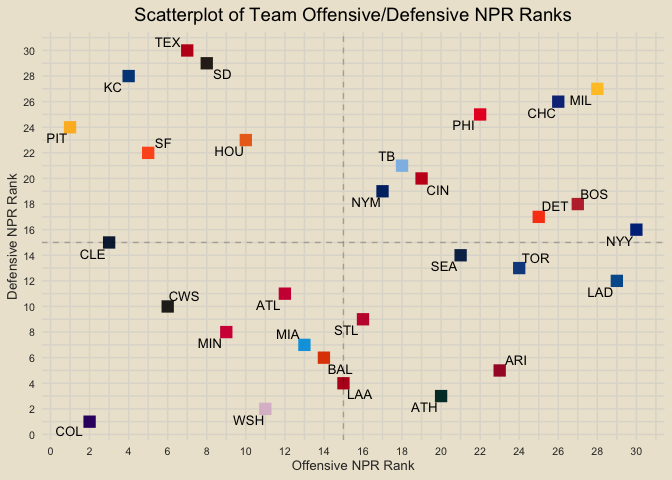 Scatterplot of Team Offensive/Defensive NPR Ranks
Defensive NPR Rank
30
28
26
24
22
20
18
16
14
12
10
8
6
4
2
0
TEX
SD
KC
MIL
CHC
PHI
PIT
SF
HOU
TB
CIN
NYM
DET
BOS
NYY
CLE
SEA
TOR
LAD
CWS
ATL
MIN
MIA
STL
BAL
LAA
ARI
ATH
WSH
COL
0 2 4 6 8 10 12 14 16 18 20 22 24 26 28 30
Offensive NPR Rank